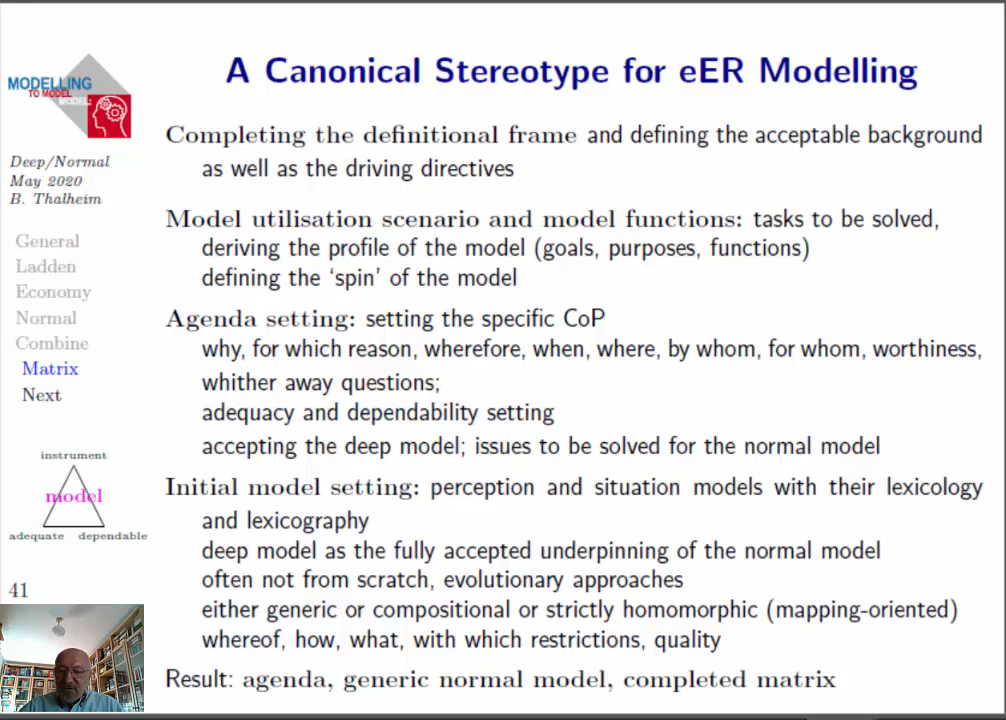 A Canonical Stereotype for eER Modelling
MODELLING
TO MODEL
MODEL:
Deep/Normal
May 2020
B. Thalheim
General
Ladden
Economy
Normal
Combine
Matrix
Next
instrument
model
adequate dependable
41
Completing the definitional frame and defining the acceptable background
as well as the driving directives
Model utilisation scenario and model functions: tasks to be solved,
deriving the profile of the model (goals, purposes, functions)
defining the ‘spin’ of the model
Agenda setting: setting the specific CoP
why, for which reason, wherefore, when, where, by whom, for whom, worthiness,
whither away questions;
adequacy and dependability setting
accepting the deep model; issues to be solved for the normal model
Initial model setting: perception and situation models with their lexicology
and lexicography
deep model as the fully accepted underpinning of the normal model
often not from scratch, evolutionary approaches
either generic or compositional or strictly homomorphic (mapping-oriented)
whereof, how, what, with which restrictions, quality
Result: agenda, generic normal model, completed matrix